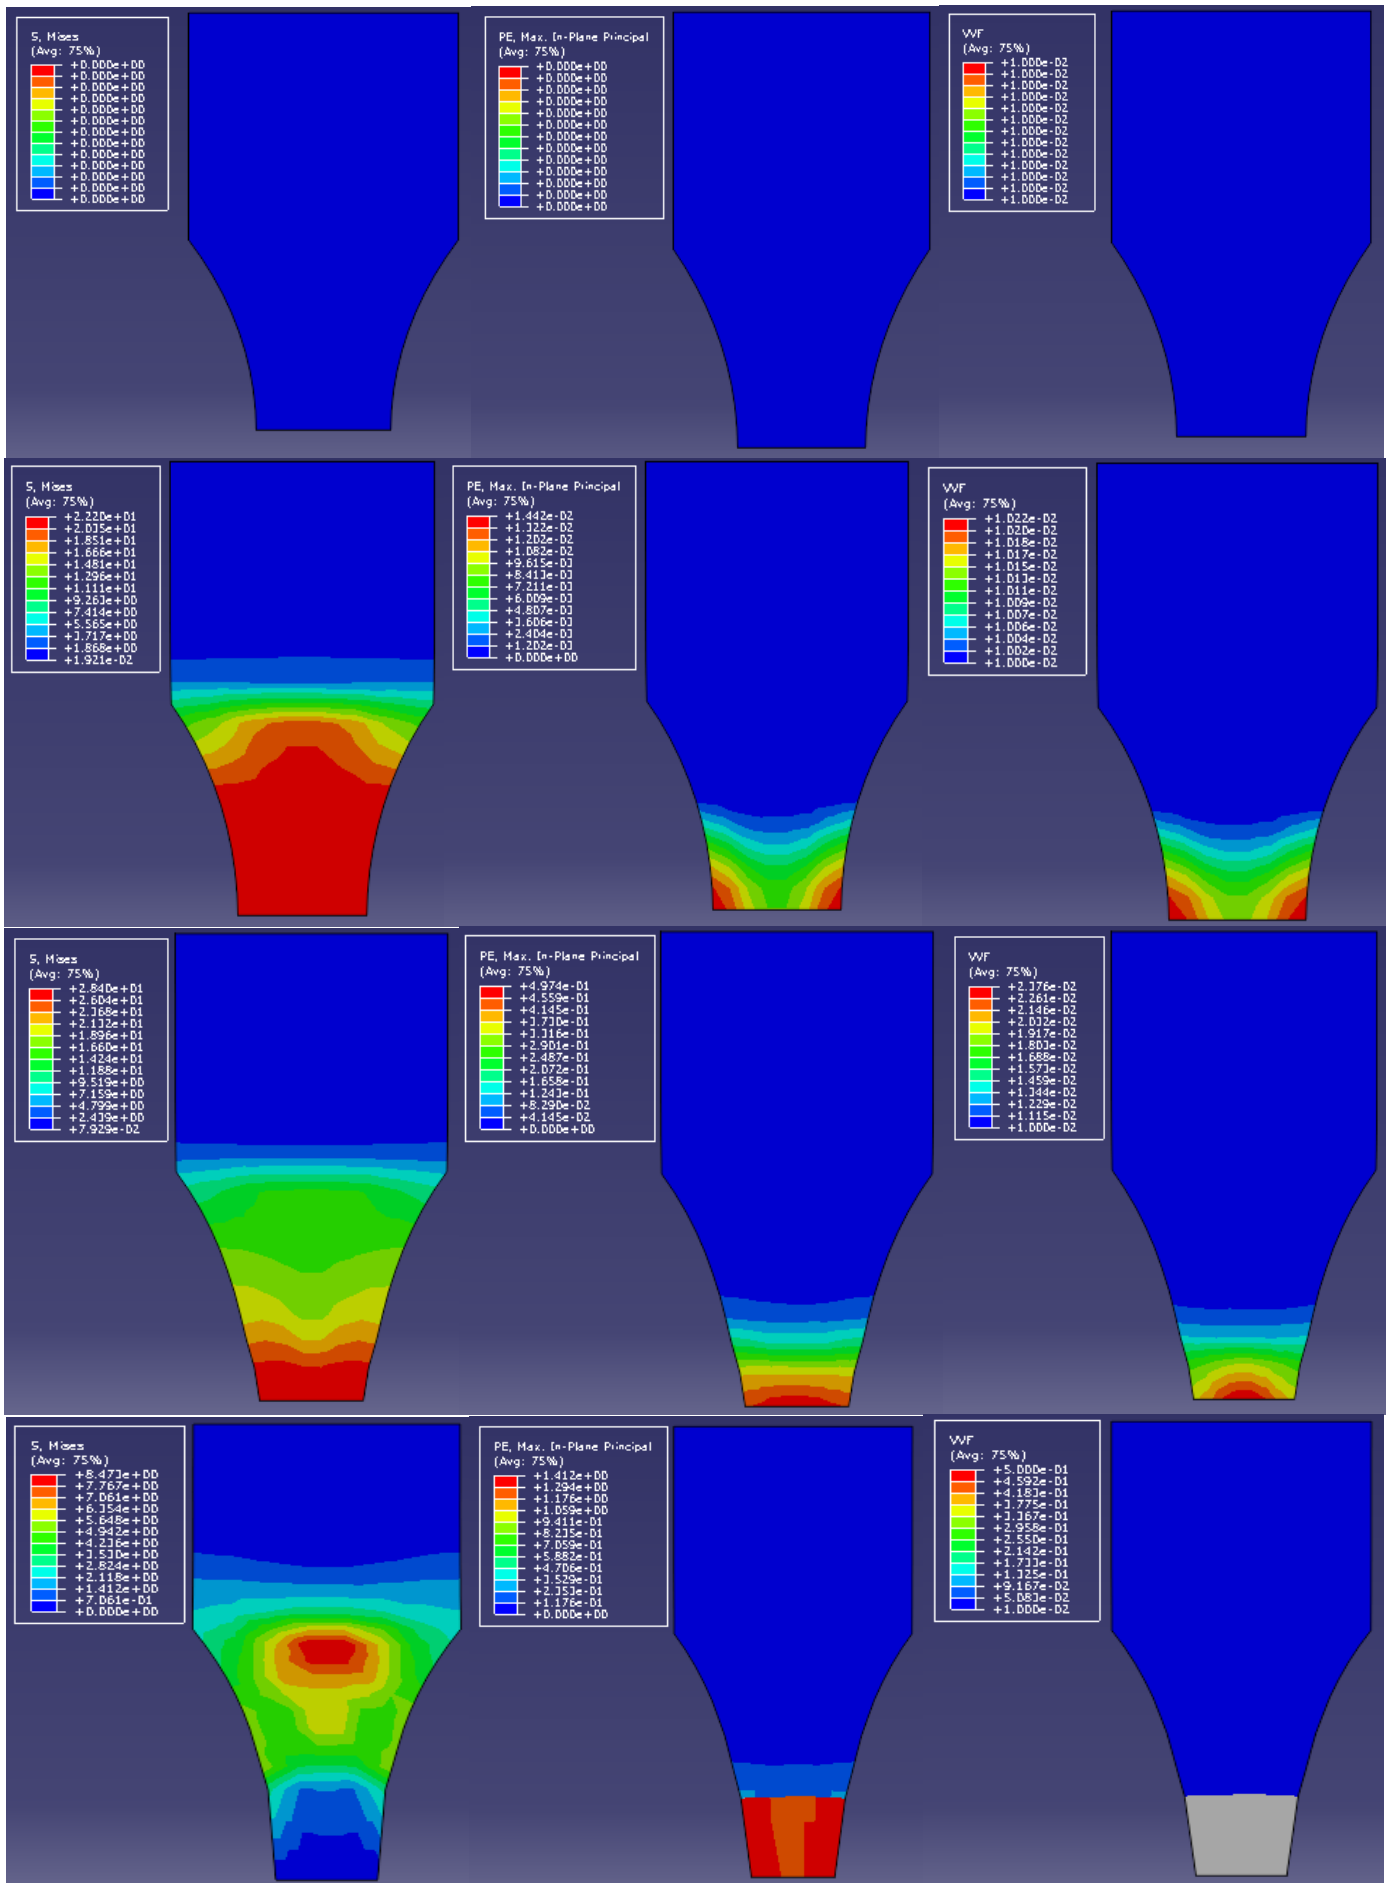 S, Mises
(Avg: 75%)
+0.000e+00
+0.000e+00
+0.000e+00
+0.000e+00
+0.000e+00
+0.000e+00
+0.000e+00
+0.000e+00
+0.000e+00
+0.000e+00
+0.000e+00
+0.000e+00
+0.000e+00
PE, Max. In-Plane Principal
(Avg: 75%)
+0.000e+00
+0.000e+00
+0.000e+00
+0.000e+00
+0.000e+00
+0.000e+00
+0.000e+00
+0.000e+00
+0.000e+00
+0.000e+00
+0.000e+00
+0.000e+00
+0.000e+00
VVF
(Avg: 75%)
+1.000e-02
+1.000e-02
+1.000e-02
+1.000e-02
+1.000e-02
+1.000e-02
+1.000e-02
+1.000e-02
+1.000e-02
+1.000e-02
+1.000e-02
+1.000e-02
+1.000e-02
S, Mises
(Avg: 75%)
+2.220e+01
+2.035e+01
+1.851e+01
+1.666e+01
+1.481e+01
+1.296e+01
+1.111e+01
+9.263e+00
+7.414e+00
+5.565e+00
+3.717e+00
+1.868e+00
+1.921e-02
PE, Max. In-Plane Principal
(Avg: 75%)
+1.442e-02
+1.322e-02
+1.202e-02
+1.082e-02
+9.615e-03
+8.413e-03
+7.211e-03
+6.009e-03
+4.807e-03
+3.606e-03
+2.404e-03
+1.202e-03
+0.000e+00
VVF
(Avg: 75%)
+1.022e-02
+1.020e-02
+1.018e-02
+1.017e-02
+1.015e-02
+1.013e-02
+1.011e-02
+1.009e-02
+1.007e-02
+1.006e-02
+1.004e-02
+1.002e-02
+1.000e-02
S, Mises
(Avg: 75%)
+2.840e+01
+2.604e+01
+2.368e+01
+2.132e+01
+1.896e+01
+1.660e+01
+1.424e+01
+1.188e+01
+9.519e+00
+7.159e+00
+4.799e+00
+2.439e+00
+7.929e-02
PE, Max. In-Plane Principal
(Avg: 75%)
+4.974e-01
+4.559e-01
+4.145e-01
+3.730e-01
+3.316e-01
+2.901e-01
+2.487e-01
+2.072e-01
+1.658e-01
+1.243e-01
+8.290e-02
+4.145e-02
+0.000e+00
VVF
(Avg: 75%)
+2.376e-02
+2.261e-02
+2.146e-02
+2.032e-02
+1.917e-02
+1.803e-02
+1.688e-02
+1.573e-02
+1.459e-02
+1.344e-02
+1.229e-02
+1.115e-02
+1.000e-02
S, Mises
(Avg: 75%)
+8.473e+00
+7.767e+00
+7.061e+00
+6.354e+00
+5.648e+00
+4.942e+00
+4.236e+00
+3.530e+00
+2.824e+00
+2.118e+00
+1.412e+00
+7.061e-01
+0.000e+00
PE, Max. In-Plane Principal
(Avg: 75%)
+1.412e+00
+1.294e+00
+1.176e+00
+1.059e+00
+9.411e-01
+8.235e-01
+7.059e-01
+5.882e-01
+4.706e-01
+3.529e-01
+2.353e-01
+1.176e-01
+0.000e+00
VVF
(Avg: 75%)
+5.000e-01
+4.592e-01
+4.183e-01
+3.775e-01
+3.367e-01
+2.958e-01
+2.550e-01
+2.142e-01
+1.733e-01
+1.325e-01
+9.167e-02
+5.083e-02
+1.000e-02